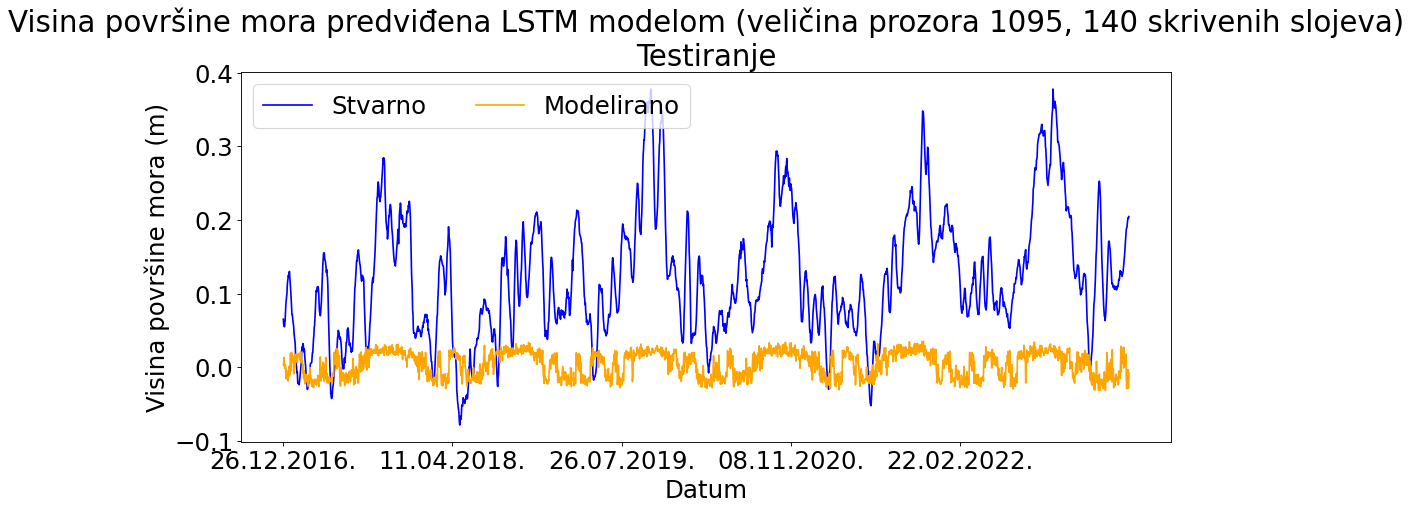 Visina površine mora predviđena LSTM modelom (veličina prozora 1095, 140 skrivenih slojeva)
Testiranje
Stvarno Modelirano
Visina površine mora (m)
0.4
0.3
0.2
0.1
0.0
−0.1
26.12.2016. 11.04.2018. 26.07.2019. 08.11.2020. 22.02.2022.
Datum